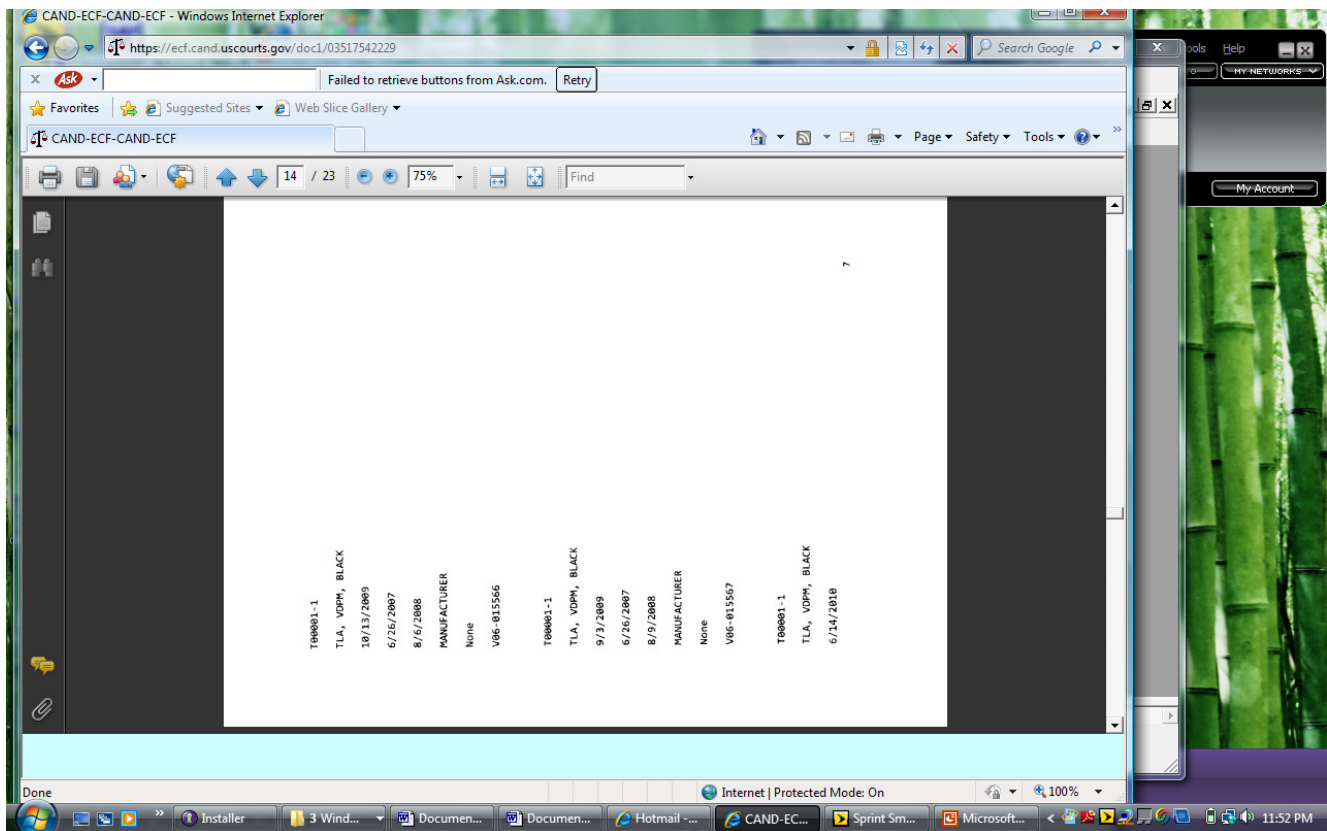 CAND-ECF-CAND-ECF - Windows Internet Explorer
https://ecf.cand.uscourts.gov/doc1/03517542229
Search Google
X
ools Help
MY NETWORKS
x Ask
Failed to retrieve buttons from Ask.com. Retry
Favorites Suggested Sites Web Slice Gallery
CAND-ECF-CAND-ECF
Page Safety Tools
14 / 23 75% Find
My Account
7
T00001-1
TLA, VDPM, BLACK
10/13/2009
6/26/2007
8/6/2008
MANUFACTURER
None
V06-015566
T00001-1
TLA, VDPM, BLACK
9/3/2009
6/26/2007
8/9/2008
MANUFACTURER
None
V06-015567
T00001-1
TLA, VDPM, BLACK
6/14/2010
Done
Internet | Protected Mode: On
100%
Installer
3 Wind...
Documen...
Documen...
Hotmail -...
CAND-EC...
Sprint Sm...
Microsoft...
11:52 PM